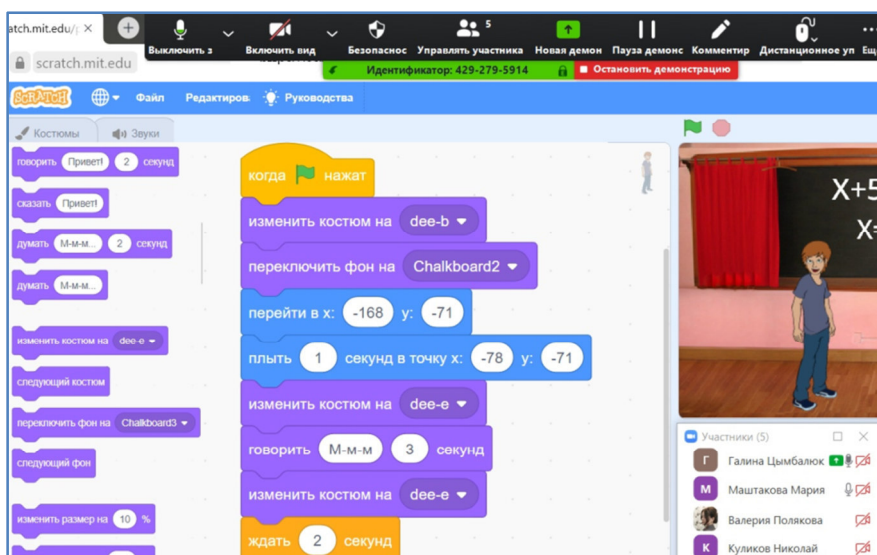 atch.mit.edu/
5
Выключить з
Включить вид
Безопаснос
Управлять участника
Новая демон
Пауза демонс
Комментир
Дистанционное уп
Ещ
scratch.mit.edu
Идентификатор: 429-279-5914
Остановить демонстрацию
SCRATCH
Файл
Редактиров
Руководства
Костюмы
Звуки
говорить Привет! 2 секунд
сказать Привет!
думать М-м-м... 2 секунд
думать М-м-м...
изменить костюм на dee-e
следующий костюм
переключить фон на Chalkboard3
следующий фон
изменить размер на 10 %
когда нажат
изменить костюм на dee-b
переключить фон на Chalkboard2
перейти в x: -168 y: -71
плыть 1 секунд в точку x: -78 y: -71
изменить костюм на dee-e
говорить М-м-м 3 секунд
изменить костюм на dee-e
ждать 2 секунд
X+5
X=
Участники (5)
Г Галина Цымбалюк
М Маштакова Мария
Валерия Полякова
К Куликов Николай